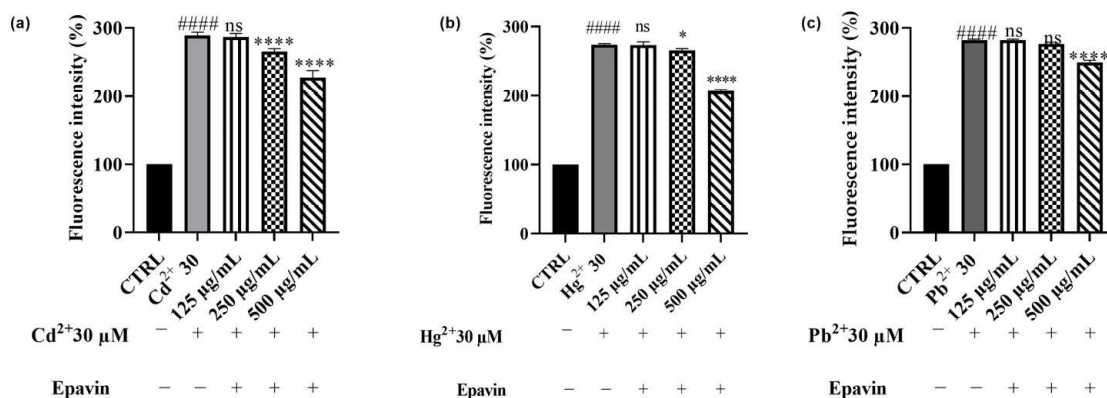 (a)
Fluorescence intensity (%)
300
200
100
0
####
ns
****
****
CTRL
Cd²⁺ 30
125 µg/mL
250 µg/mL
500 µg/mL
Cd²⁺30 µM − + + + +
Epavin − − + + +
(b)
Fluorescence intensity (%)
300
200
100
0
####
ns
*
****
CTRL
Hg²⁺ 30
125 µg/mL
250 µg/mL
500 µg/mL
Hg²⁺30 µM − + + + +
Epavin − − + + +
(c)
Fluorescence intensity (%)
300
200
100
0
####
ns
ns
****
CTRL
Pb²⁺ 30
125 µg/mL
250 µg/mL
500 µg/mL
Pb²⁺30 µM − + + + +
Epavin − − + + +